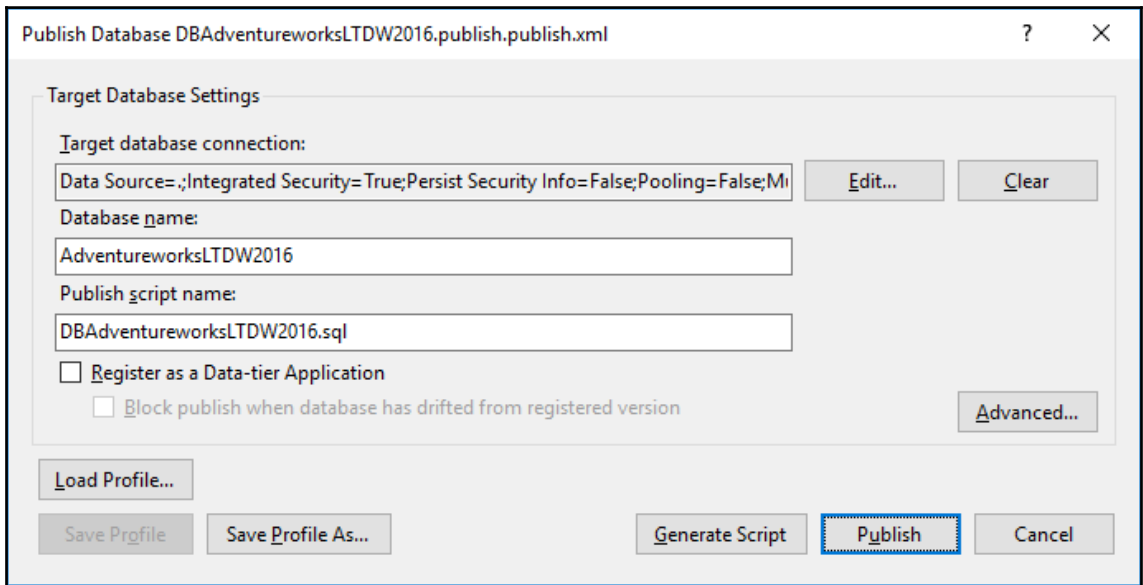 Publish Database DBAdventureworksLTDW2016.publish.publish.xml ? ×
Target Database Settings
Target database connection:
Data Source=.;Integrated Security=True;Persist Security Info=False;Pooling=False;Mu Edit... Clear
Database name:
AdventureworksLTDW2016
Publish script name:
DBAdventureworksLTDW2016.sql
Register as a Data-tier Application
Block publish when database has drifted from registered version
Advanced...
Load Profile...
Save Profile Save Profile As... Generate Script Publish Cancel